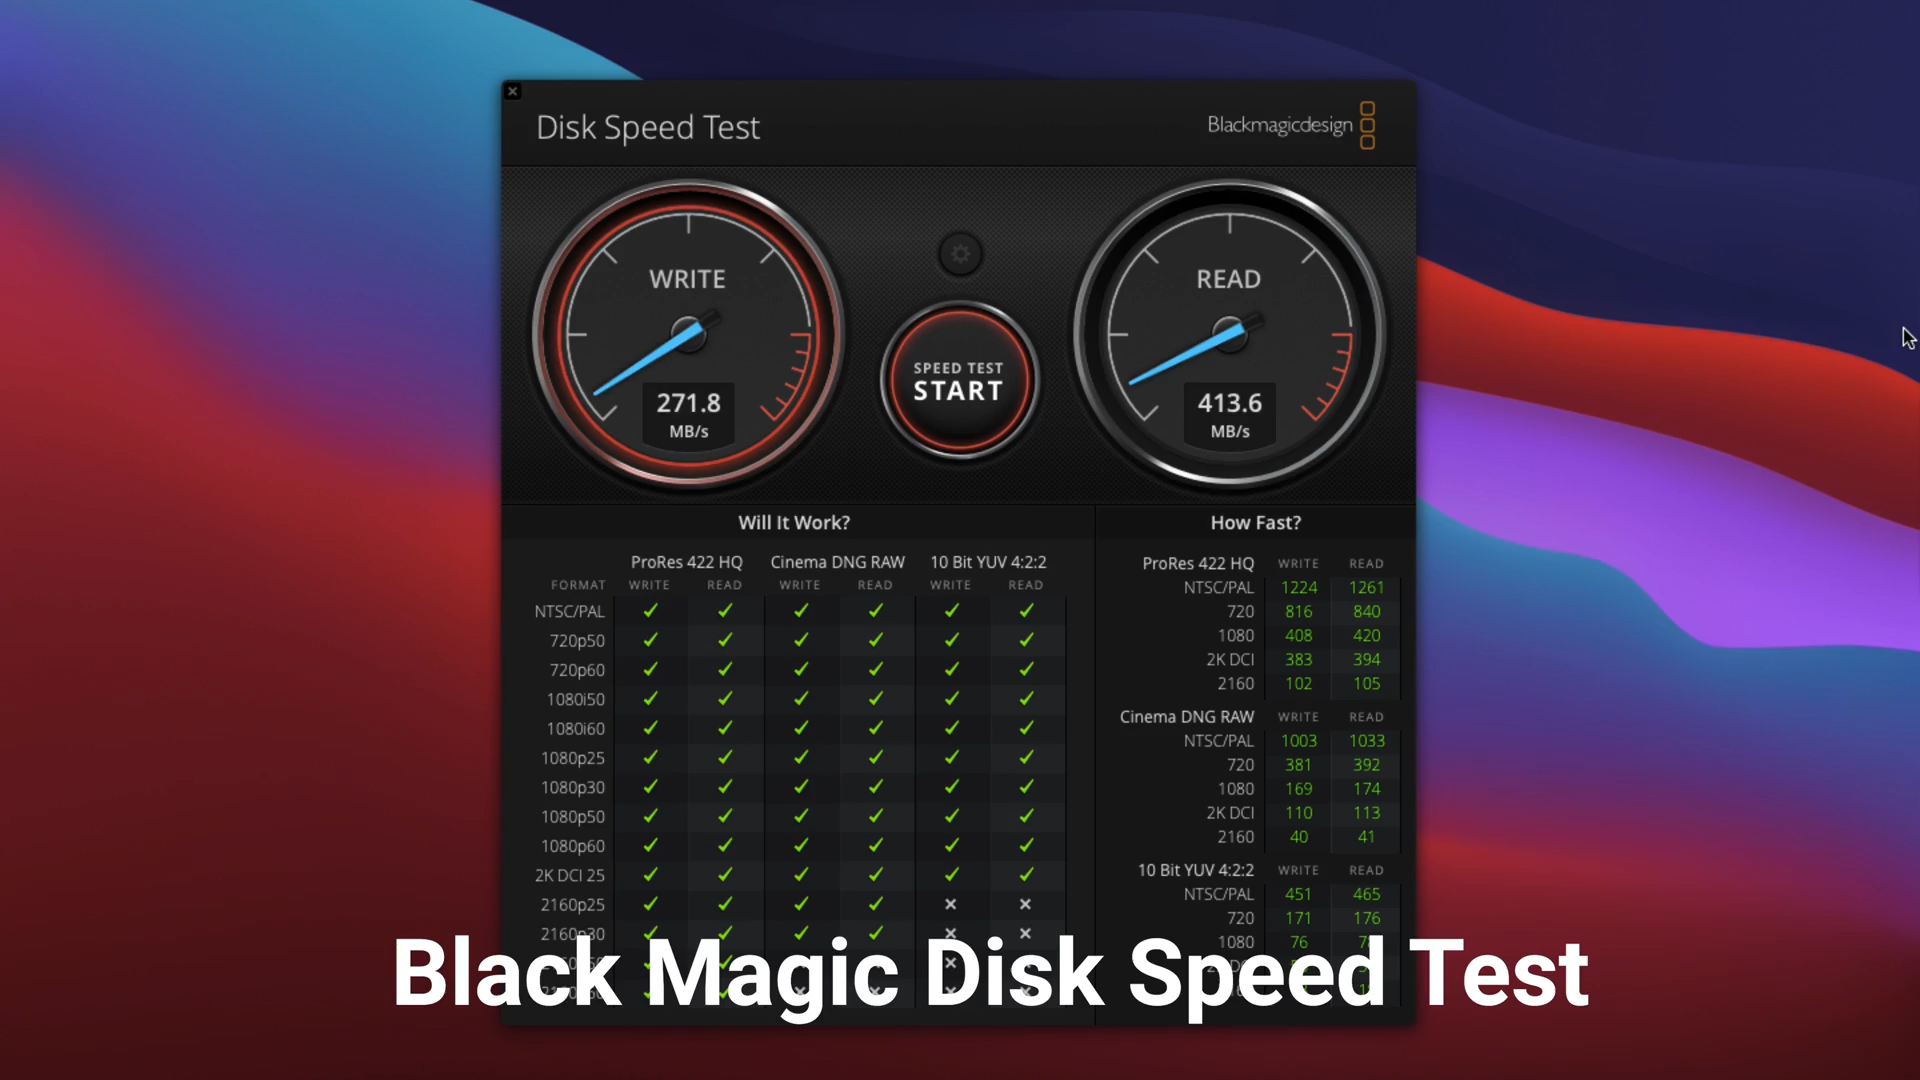 Disk Speed Test
Blackmagicdesign
WRITE
271.8
MB/s
SPEED TEST
START
READ
413.6
MB/s
Will It Work?
ProRes 422 HQ Cinema DNG RAW 10 Bit YUV 4:2:2
FORMAT WRITE READ WRITE READ WRITE READ
NTSC/PAL
720p50
720p60
1080i50
1080i60
1080p25
1080p30
1080p50
1080p60
2K DCI 25
2160p25
2160p30
How Fast?
ProRes 422 HQ WRITE READ
NTSC/PAL 1224 1261
720 816 840
1080 408 420
2K DCI 383 394
2160 102 105
Cinema DNG RAW WRITE READ
NTSC/PAL 1003 1033
720 381 392
1080 169 174
2K DCI 110 113
2160 40 41
10 Bit YUV 4:2:2 WRITE READ
NTSC/PAL 451 465
720 171 176
1080 76
Black Magic Disk Speed Test